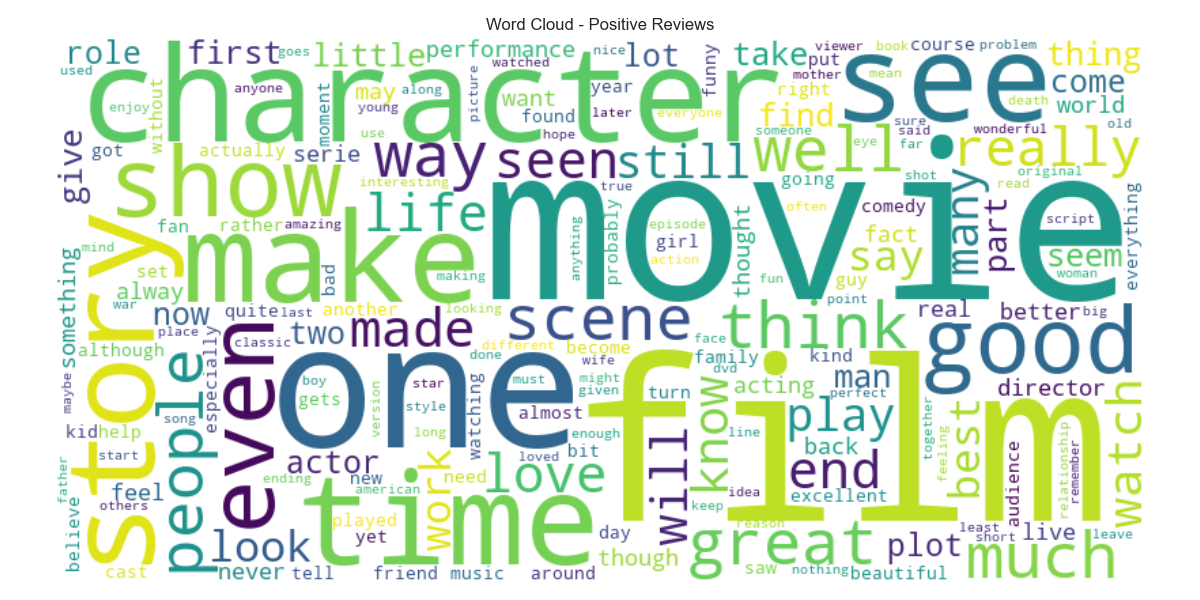 Word Cloud - Positive Reviews
role
first
little
performance
nice
lot
funny
take
viewer
put
book
course
problem
thing
used
goes
watched
character
see
mother
mean
come
enjoy
anyone
without
moment
may
along
young
picture
want
year
found
later
everyone
right
find
death
world
give
got
actually
serie
use
way
seen
hope
still
someone
well
eye
said
sure
far
wonderful
old
really
show
interesting
life
true
movie
going
shot
original
read
many
part
often
comedy
script
everything
story
fan
rather
amazing
make
anything
probably
episode
girl
action
thought
fact
say
seem
woman
something
mind
set
bad
making
fun
guy
alway
war
now
quite
last
another
looking
point
real
better
big
place
two
made
scene
think
good
although
classic
different
become
face
family
kind
people
especially
even
done
wife
one
film
dvd
man
director
maybe
boy
gets
version
star
style
must
might
given
turn
acting
perfect
song
watching
almost
play
together
best
watch
kid
help
long
enough
know
line
back
start
actor
loved
bit
will
end
feeling
audience
relationship
remember
father
feel
ending
new
work
need
love
idea
excellent
others
american
time
keep
believe
played
yet
day
reason
great
least
short
live
leave
look
though
plot
much
cast
never
tell
friend
music
around
saw
nothing
beautiful